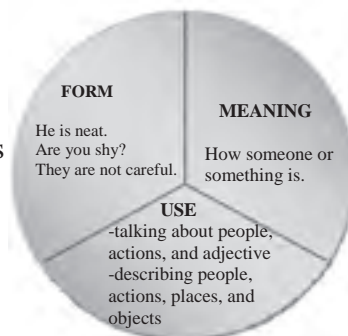 FORM
He is neat.
Are you shy?
They are not careful.
MEANING
How someone or
something is.
USE
-talking about people,
actions, and adjective
-describing people,
actions, places, and
objects